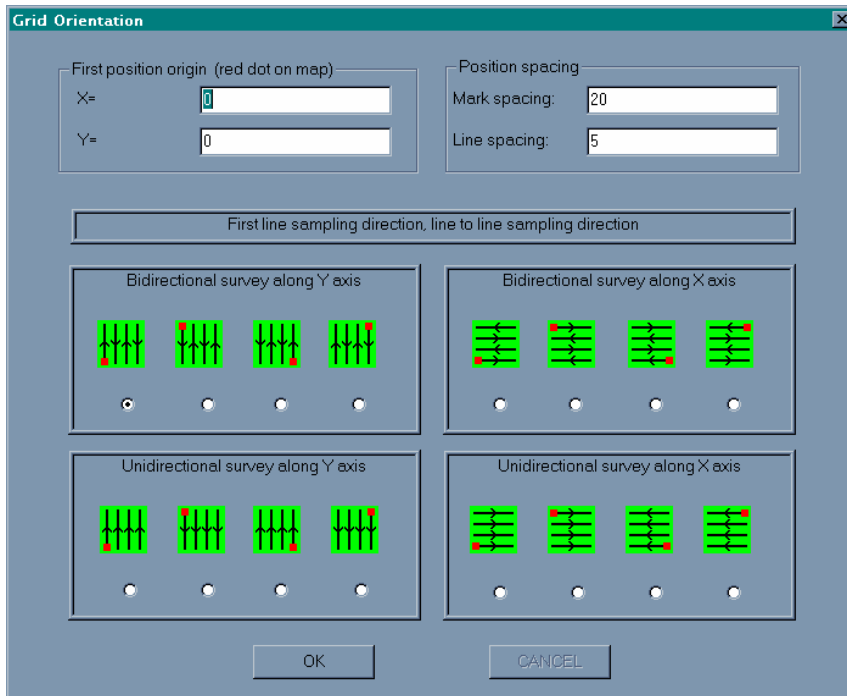 Grid Orientation
First position origin (red dot on map)
X=
0
Y=
0
Position spacing
Mark spacing:
20
Line spacing:
5
First line sampling direction, line to line sampling direction
Bidirectional survey along Y axis
Bidirectional survey along X axis
Unidirectional survey along Y axis
Unidirectional survey along X axis
OK
CANCEL